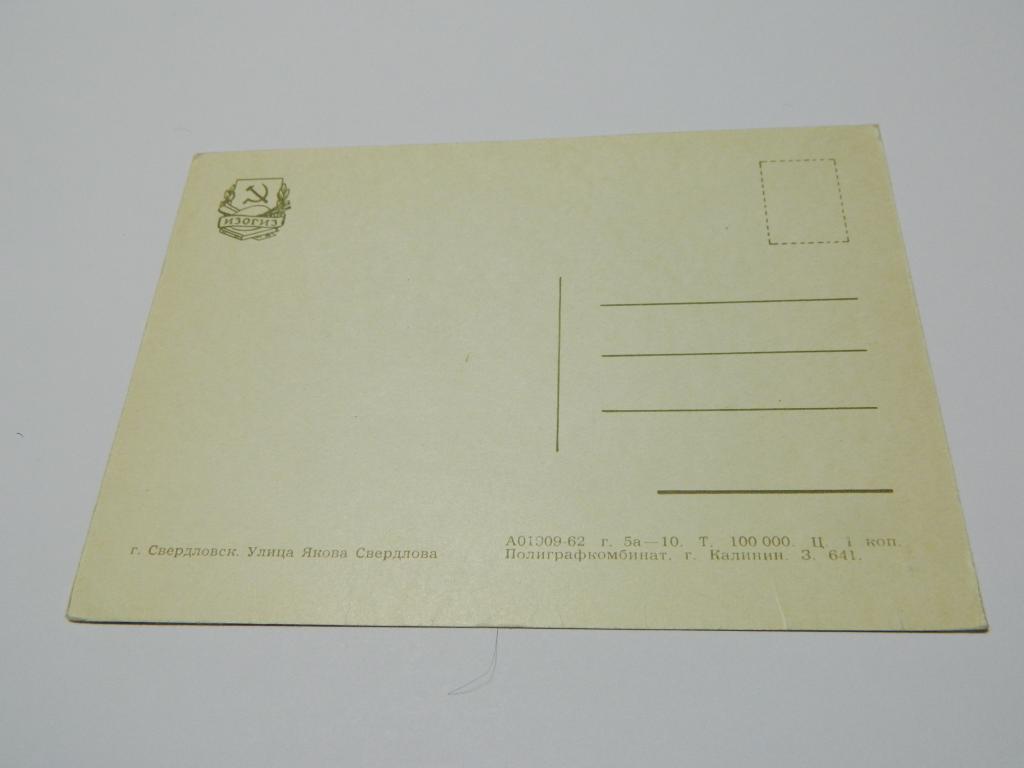 ИЗОГИЗ
г. Свердловск. Улица Якова Свердлова
А01909-62 г. 5а—10. Т. 100 000. Ц. 1 коп.
Полиграфкомбинат, г. Калинин. З. 641.